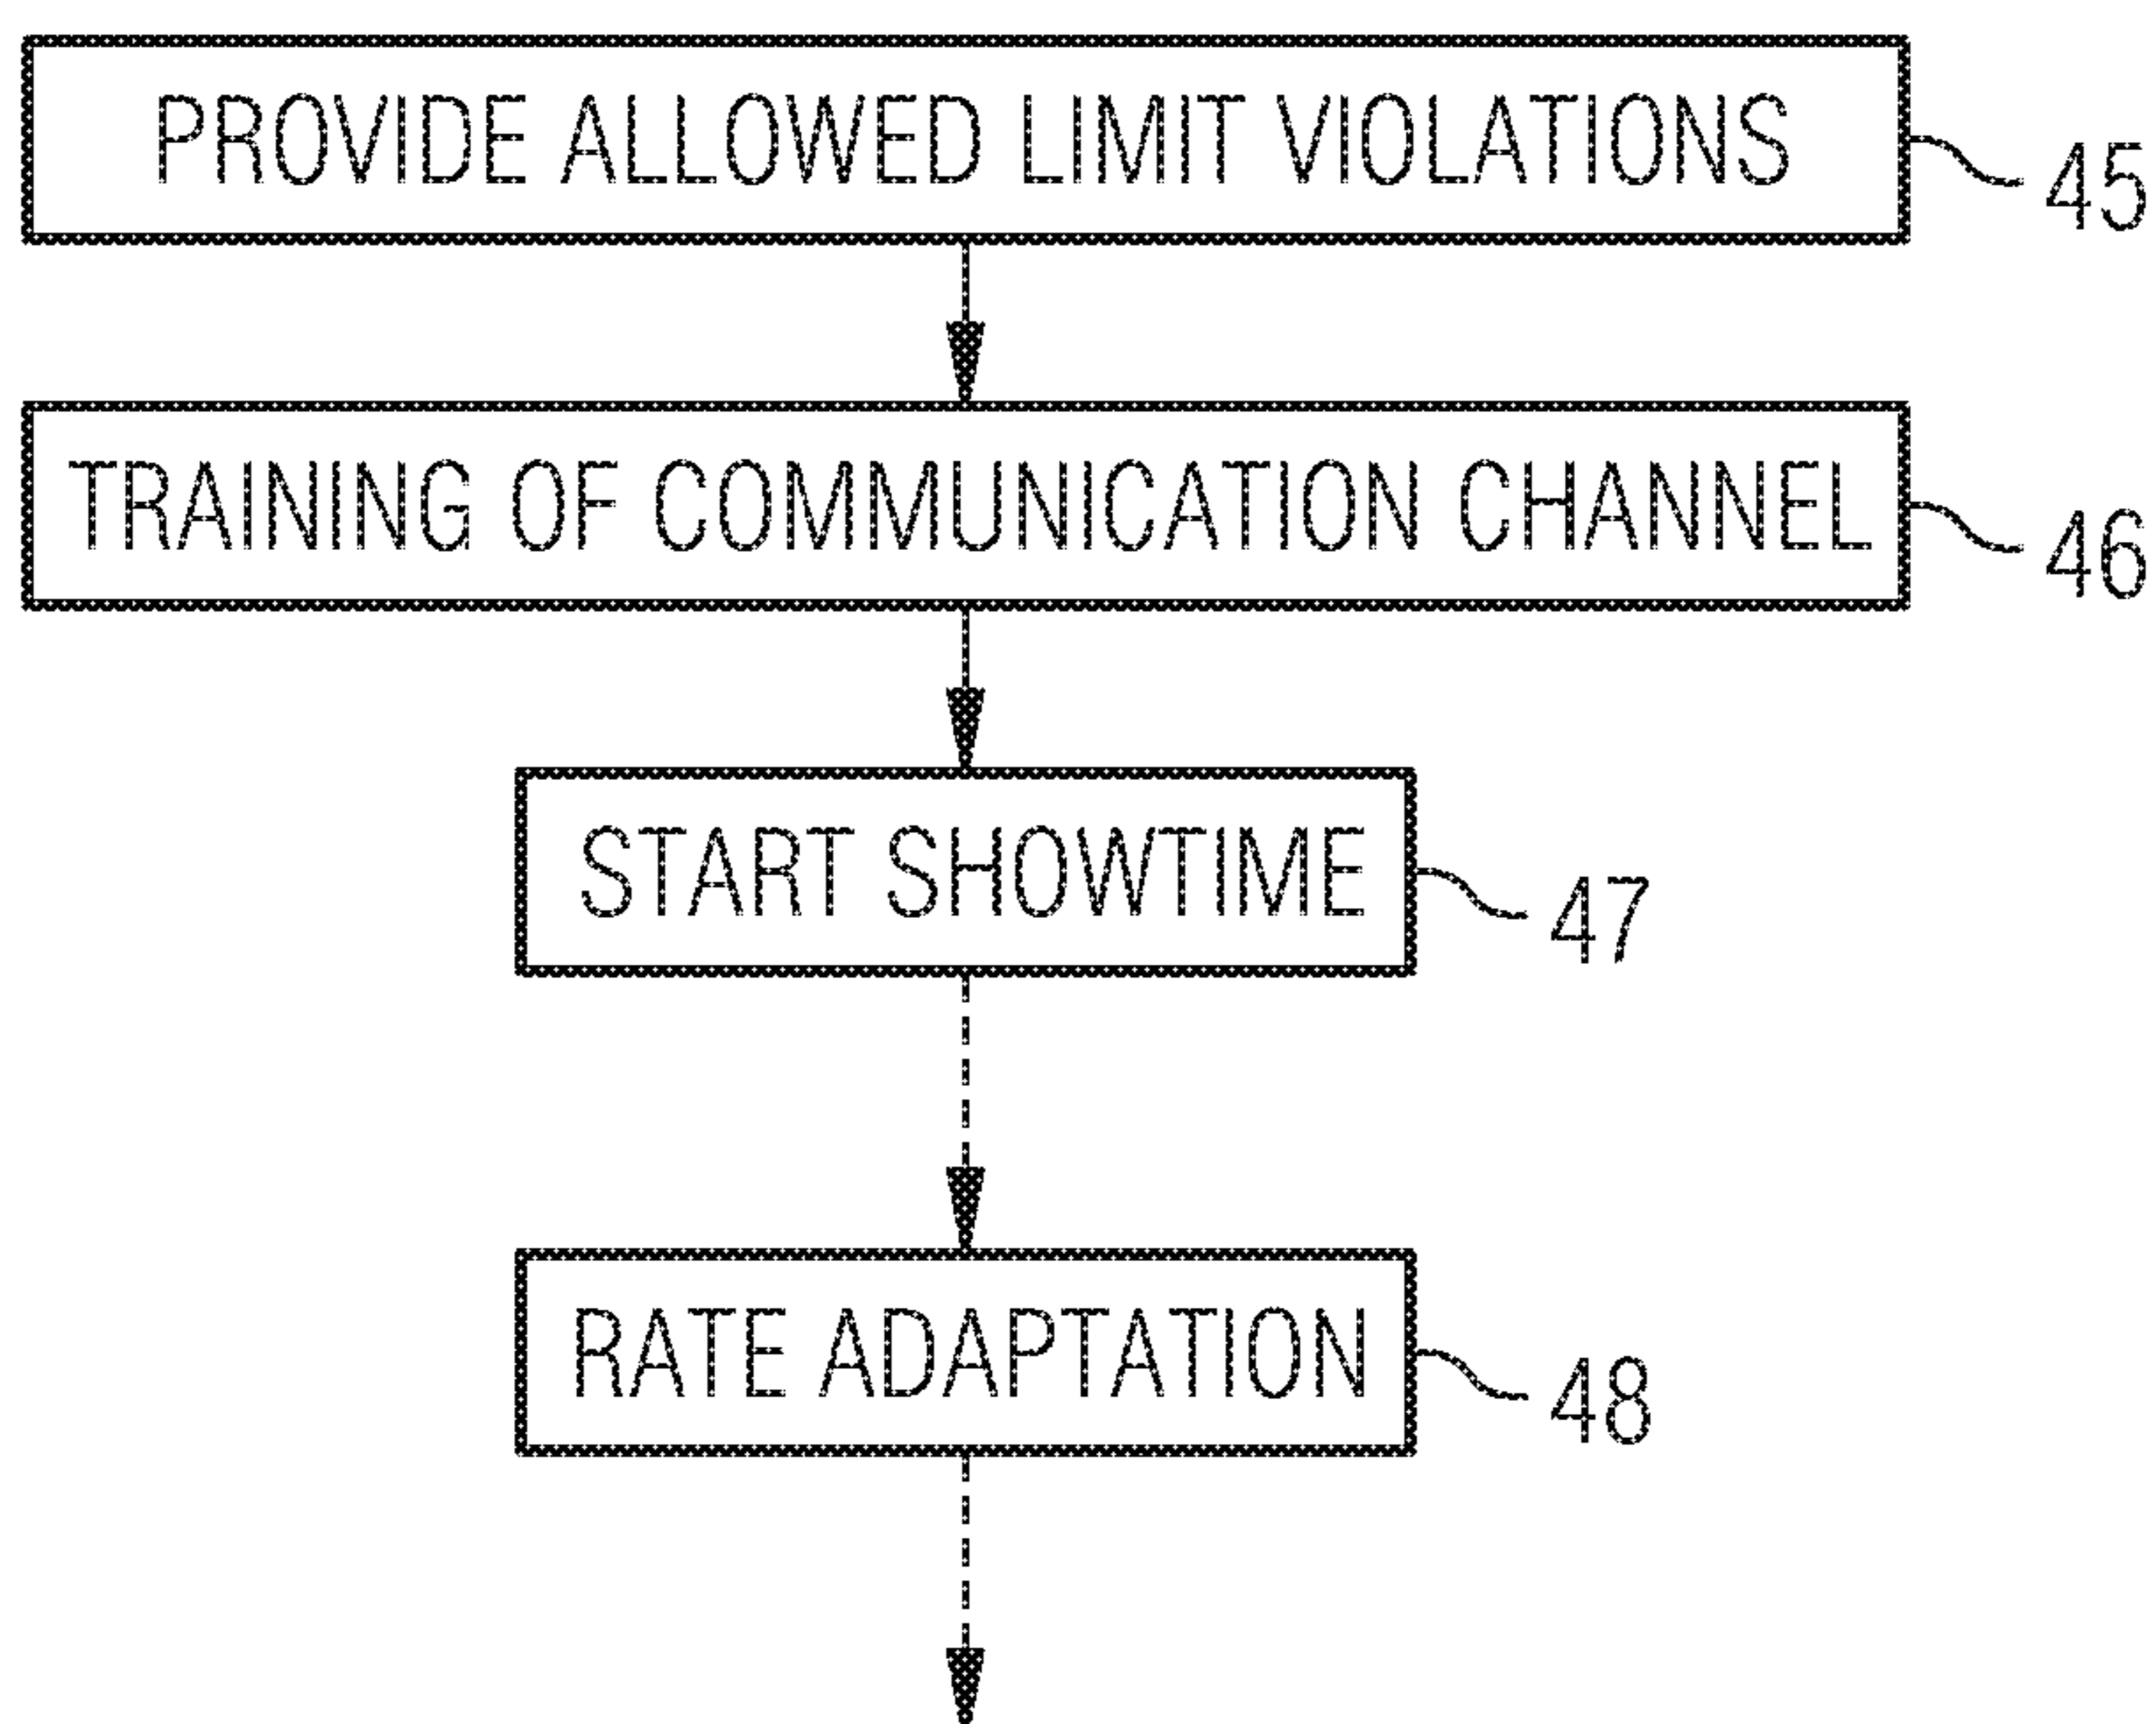 PROVIDE ALLOWED LIMIT VIOLATIONS
45
TRAINING OF COMMUNICATION CHANNEL
46
START SHOWTIME
47
RATE ADAPTATION
48